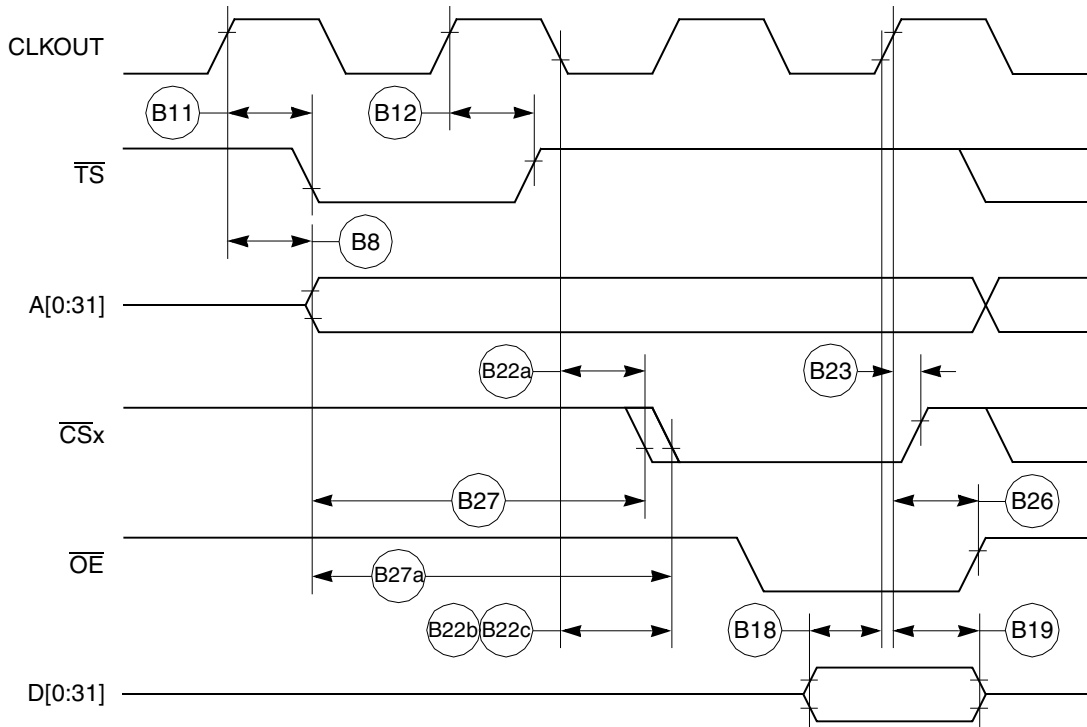 CLKOUT
B11
B12
TS
B8
A[0:31]
B22a
B23
CSx
B27
B26
OE
B27a
B22b B22c
B18
B19
D[0:31]